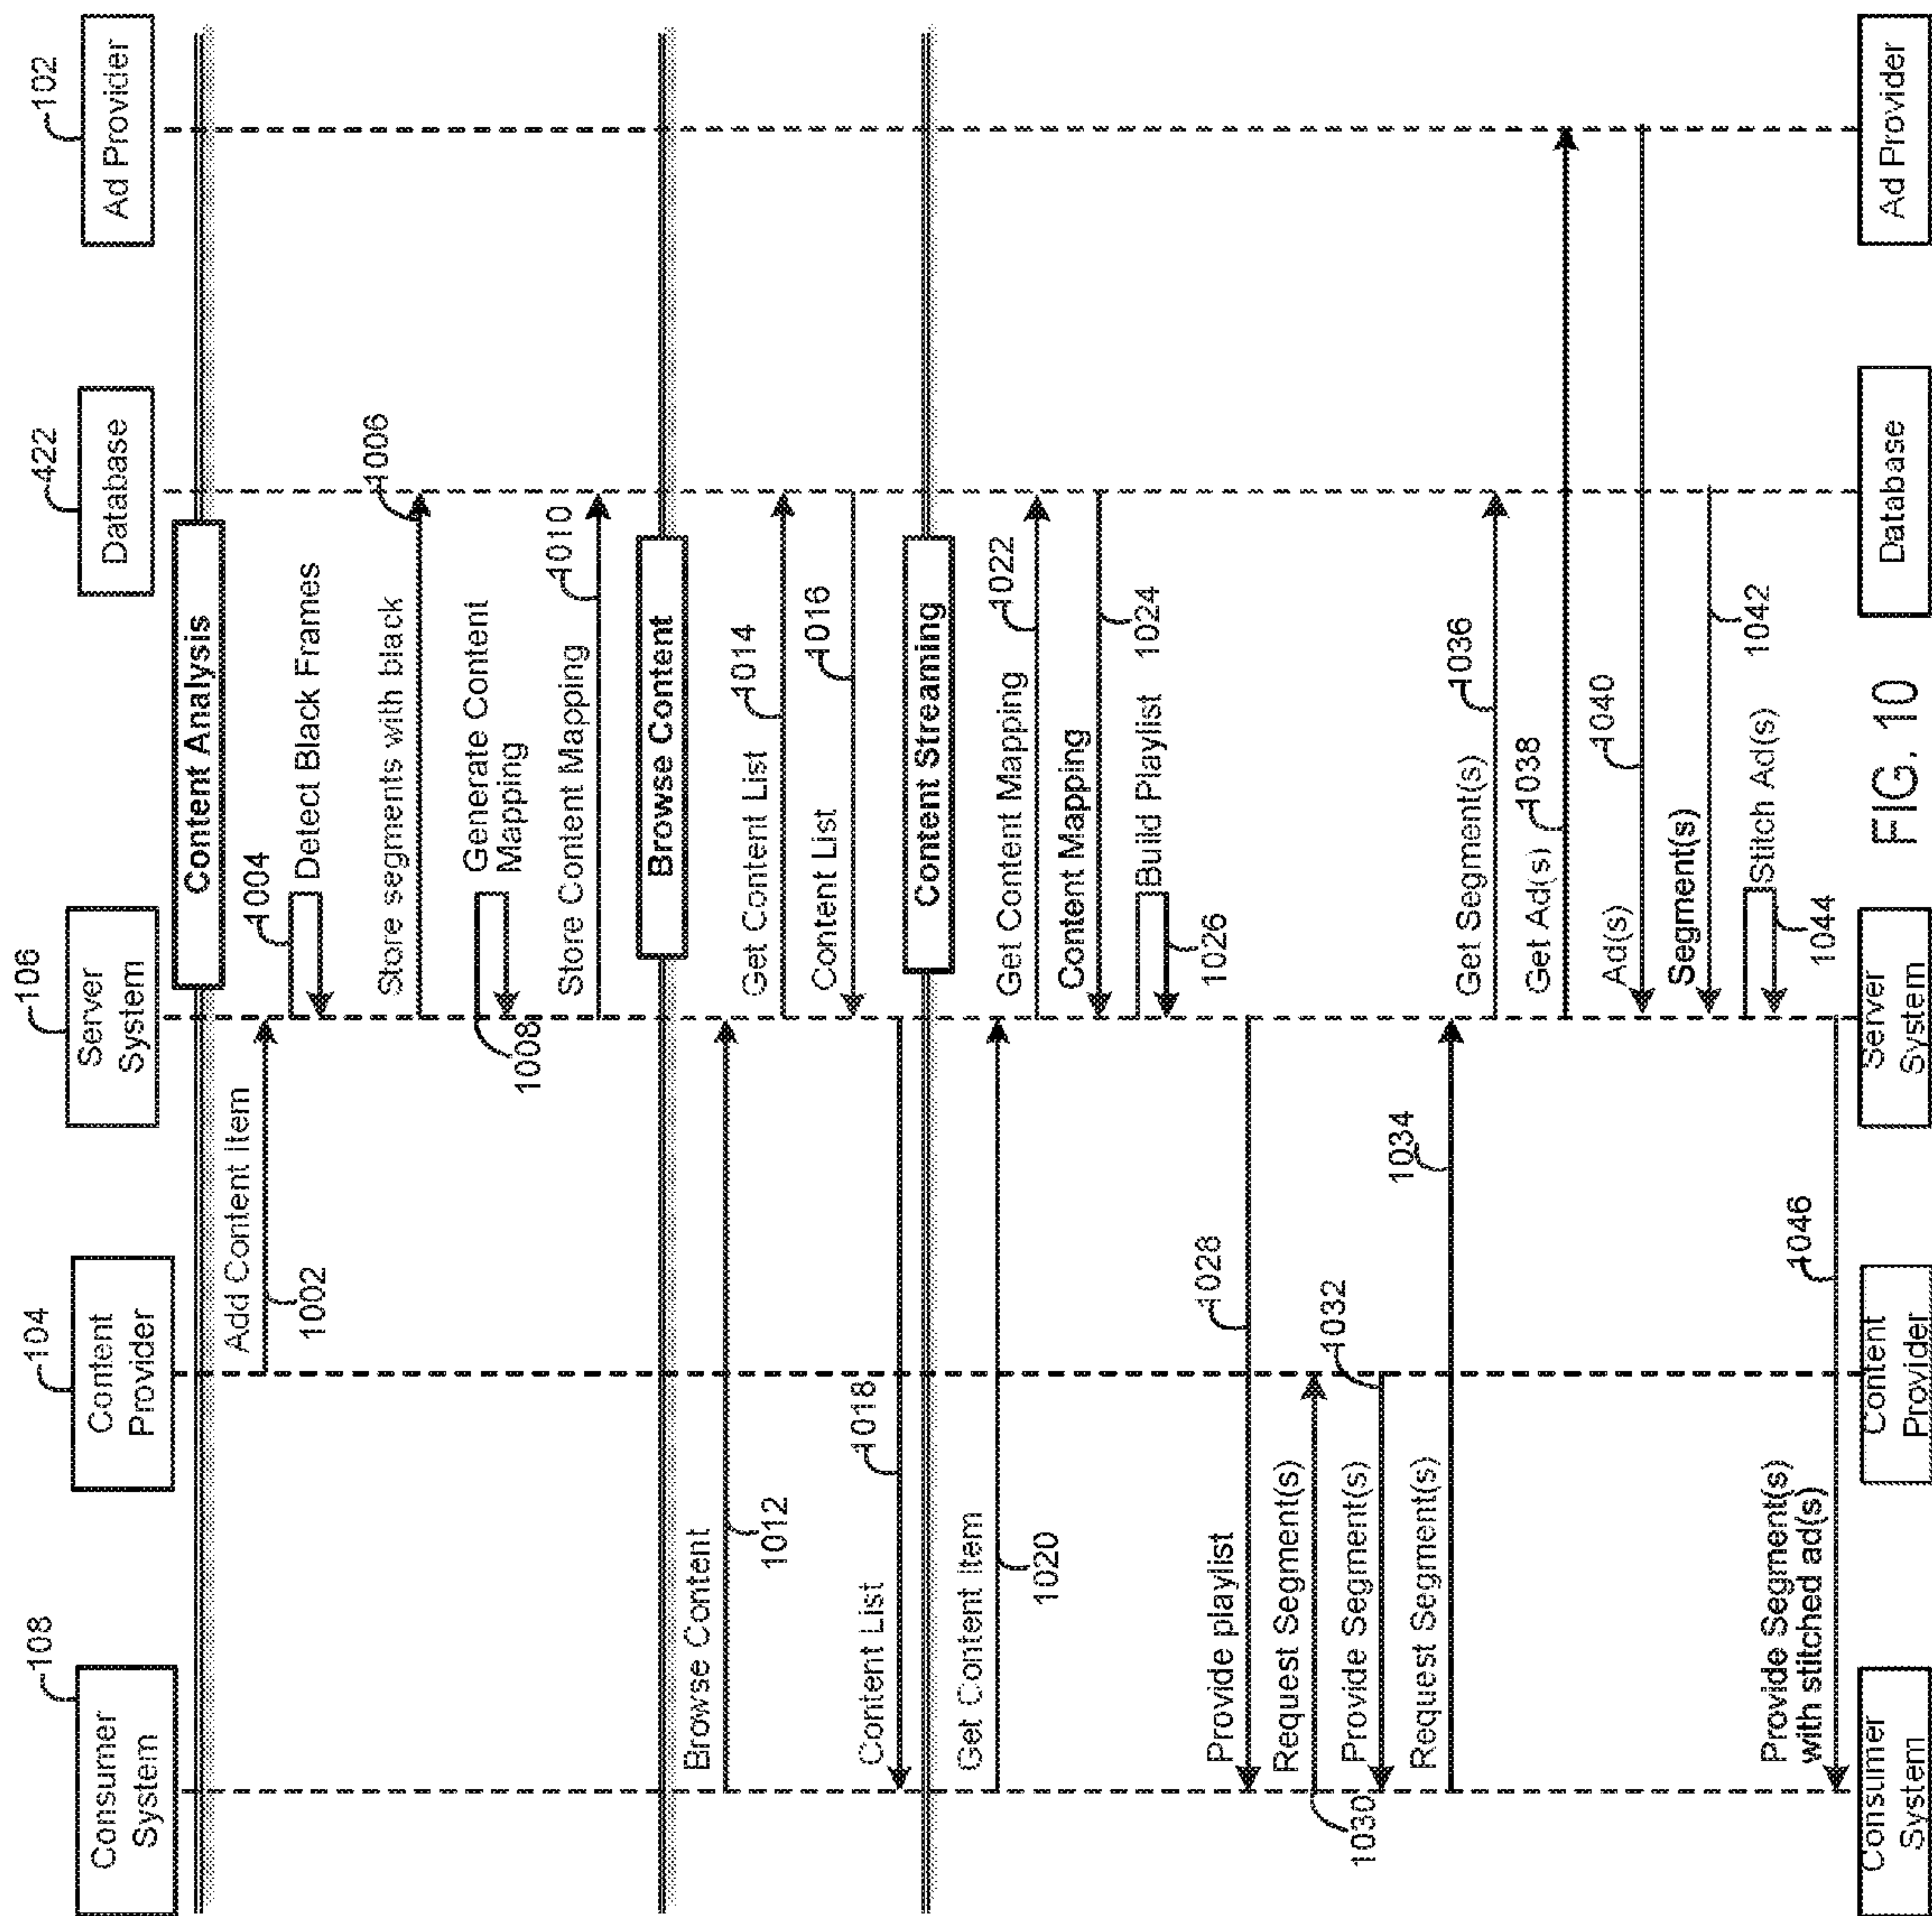 108
Consumer
System
104
Content
Provider
106
Server
System
422
Database
102
Ad Provider
Content Analysis
Add Content Item
1002
1004
Detect Black Frames
Store segments with black
1006
Generate Content
Mapping
1008
Store Content Mapping
1010
Browse Content
Browse Content
1012
Get Content List
1014
Content List
1016
Content List
1018
Content Streaming
Get Content Item
1020
Get Content Mapping
1022
Content Mapping
1024
Build Playlist
1026
Provide playlist
1028
Request Segment(s)
1030
Provide Segment(s)
1032
Request Segment(s)
1034
Get Segment(s)
1036
Get Ad(s)
1038
Ad(s)
1040
Segment(s)
1042
Stitch Ad(s)
1044
Provide Segment(s)
with stitched ad(s)
1046
Consumer
System
Content
Provider
Server
System
Database
Ad Provider
FIG. 10